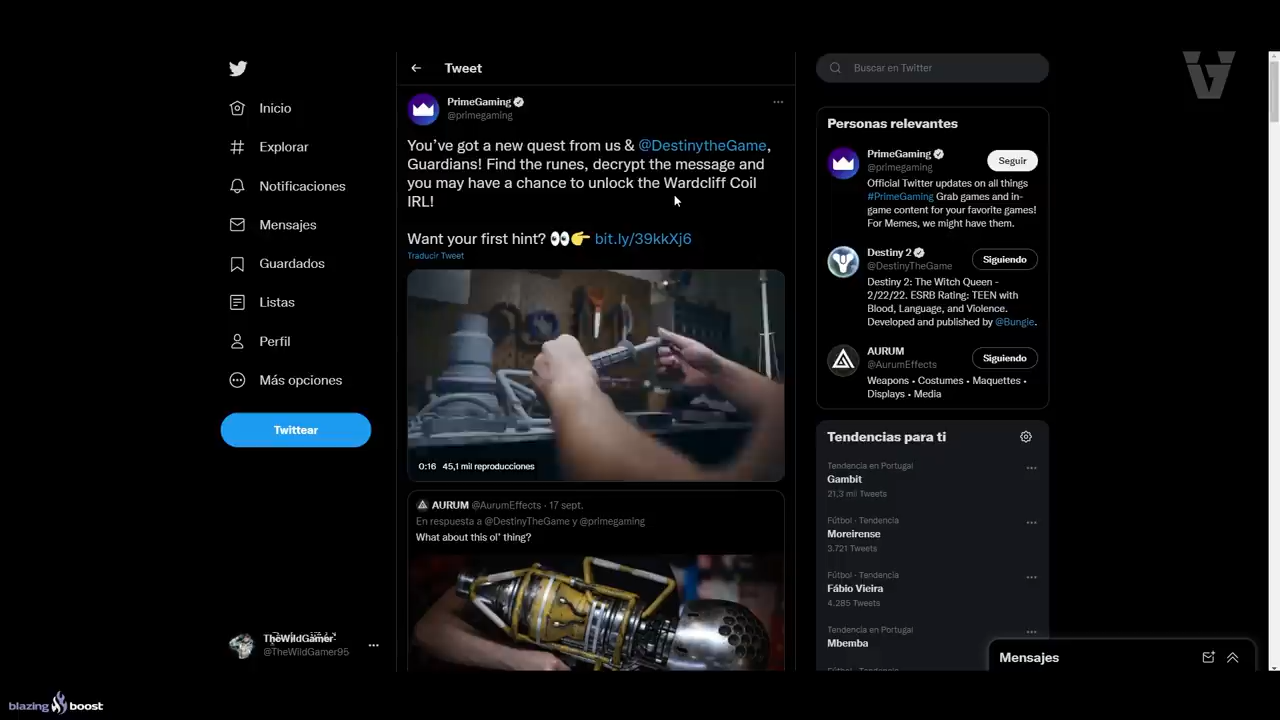 Tweet
Buscar en Twitter
Inicio
Explorar
Notificaciones
Mensajes
Guardados
Listas
Perfil
Más opciones
Twittear
TheWildGamer
@TheWildGamer95
PrimeGaming
@primegaming
You've got a new quest from us & @DestinytheGame,
Guardians! Find the runes, decrypt the message and
you may have a chance to unlock the Wardcliff Coil
IRL!
Want your first hint? 👀👉 bit.ly/39kkXj6
Traducir Tweet
0:16 45,1 mil reproducciones
AURUM @AurumEffects · 17 sept.
En respuesta a @DestinyTheGame y @primegaming
What about this ol' thing?
Personas relevantes
PrimeGaming
@primegaming
Seguir
Official Twitter updates on all things
#PrimeGaming Grab games and in-
game content for your favorite games!
For Memes, we might have them.
Destiny 2
@DestinyTheGame
Siguiendo
Destiny 2: The Witch Queen -
2/22/22. ESRB Rating: TEEN with
Blood, Language, and Violence.
Developed and published by @Bungie.
AURUM
@AurumEffects
Siguiendo
Weapons • Costumes • Maquettes •
Displays • Media
Tendencias para ti
Tendencia en Portugal
Gambit
21,3 mil Tweets
Fútbol · Tendencia
Moreirense
3.721 Tweets
Fútbol · Tendencia
Fábio Vieira
4.285 Tweets
Tendencia en Portugal
Mbemba
Mensajes
blazing boost